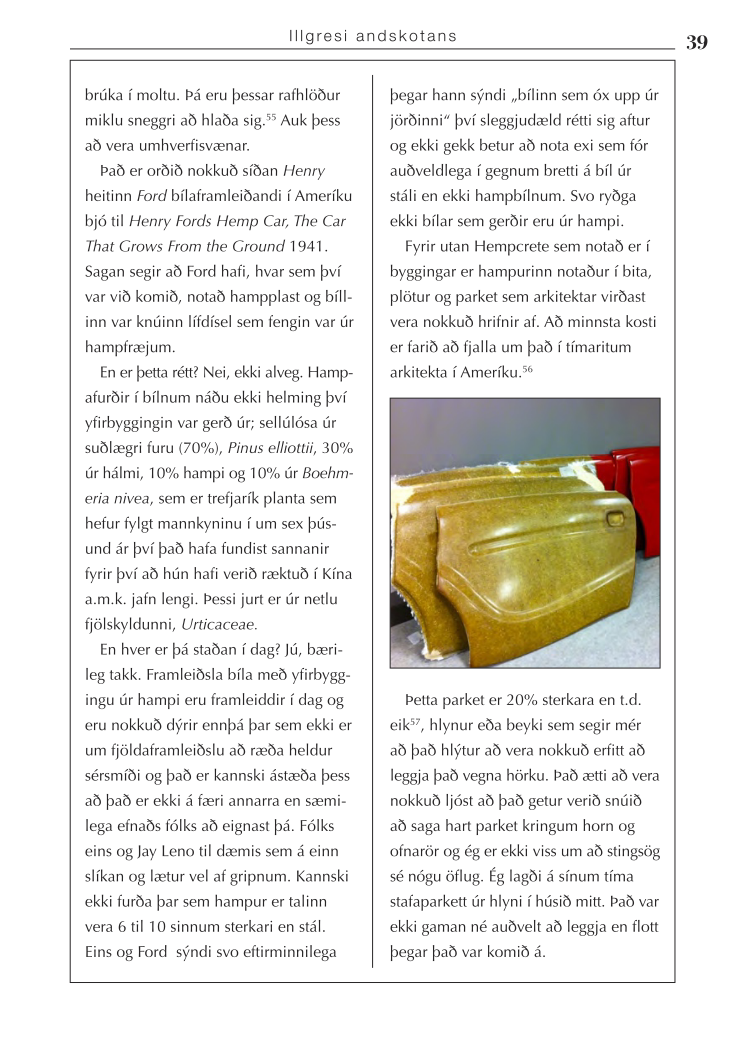 Illgresi andskotans
39
brúka í moltu. Þá eru þessar rafhlöður
miklu sneggri að hlaða sig.⁵⁵ Auk þess
að vera umhverfisvænar.
Það er orðið nokkuð síðan Henry
heitinn Ford bílaframleiðandi í Ameríku
bjó til Henry Fords Hemp Car, The Car
That Grows From the Ground 1941.
Sagan segir að Ford hafi, hvar sem því
var við komið, notað hampplast og bíll-
inn var knúinn lífdísel sem fengin var úr
hampfræjum.
En er þetta rétt? Nei, ekki alveg. Hamp-
afurðir í bílnum náðu ekki helming því
yfirbyggingin var gerð úr; sellúlósa úr
suðlægri furu (70%), Pinus elliottii, 30%
úr hálmi, 10% hampi og 10% úr Boehm-
eria nivea, sem er trefjarík planta sem
hefur fylgt mannkyninu í um sex þús-
und ár því það hafa fundist sannanir
fyrir því að hún hafi verið ræktuð í Kína
a.m.k. jafn lengi. Þessi jurt er úr netlu
fjölskyldunni, Urticaceae.
En hver er þá staðan í dag? Jú, bæri-
leg takk. Framleiðsla bíla með yfirbygg-
ingu úr hampi eru framleiddir í dag og
eru nokkuð dýrir ennþá þar sem ekki er
um fjöldaframleiðslu að ræða heldur
sérsmíði og það er kannski ástæða þess
að það er ekki á færi annarra en sæmi-
lega efnaðs fólks að eignast þá. Fólks
eins og Jay Leno til dæmis sem á einn
slíkan og lætur vel af gripnum. Kannski
ekki furða þar sem hampur er talinn
vera 6 til 10 sinnum sterkari en stál.
Eins og Ford  sýndi svo eftirminnilega
þegar hann sýndi „bílinn sem óx upp úr
jörðinni“ því sleggjudæld rétti sig aftur
og ekki gekk betur að nota exi sem fór
auðveldlega í gegnum bretti á bíl úr
stáli en ekki hampbílnum. Svo ryðga
ekki bílar sem gerðir eru úr hampi.
Fyrir utan Hempcrete sem notað er í
byggingar er hampurinn notaður í bita,
plötur og parket sem arkitektar virðast
vera nokkuð hrifnir af. Að minnsta kosti
er farið að fjalla um það í tímaritum
arkitekta í Ameríku.⁵⁶
Þetta parket er 20% sterkara en t.d.
eik⁵⁷, hlynur eða beyki sem segir mér
að það hlýtur að vera nokkuð erfitt að
leggja það vegna hörku. Það ætti að vera
nokkuð ljóst að það getur verið snúið
að saga hart parket kringum horn og
ofnarör og ég er ekki viss um að stingsög
sé nógu öflug. Ég lagði á sínum tíma
stafaparkett úr hlyni í húsið mitt. Það var
ekki gaman né auðvelt að leggja en flott
þegar það var komið á.